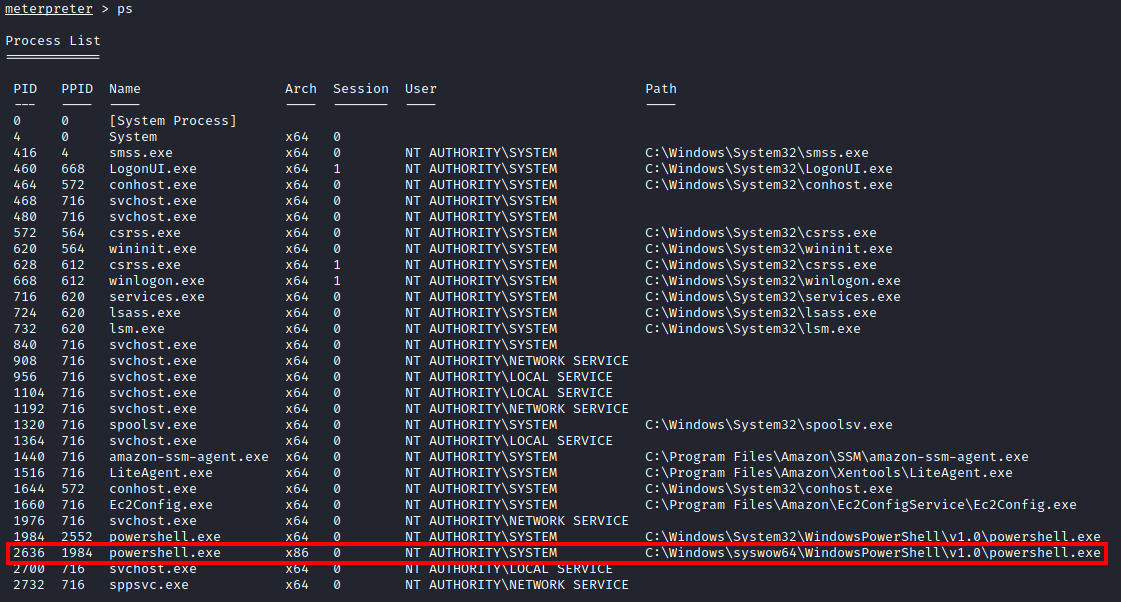 meterpreter > ps
Process List
PID PPID Name Arch Session User Path
--- ---- ---- ---- ------- ---- ----
0 0 [System Process]
4 0 System x64 0
416 4 smss.exe x64 0 NT AUTHORITY\SYSTEM C:\Windows\System32\smss.exe
460 668 LogonUI.exe x64 1 NT AUTHORITY\SYSTEM C:\Windows\System32\LogonUI.exe
464 572 conhost.exe x64 0 NT AUTHORITY\SYSTEM C:\Windows\System32\conhost.exe
468 716 svchost.exe x64 0 NT AUTHORITY\SYSTEM
480 716 svchost.exe x64 0 NT AUTHORITY\SYSTEM
572 564 csrss.exe x64 0 NT AUTHORITY\SYSTEM C:\Windows\System32\csrss.exe
620 564 wininit.exe x64 0 NT AUTHORITY\SYSTEM C:\Windows\System32\wininit.exe
628 612 csrss.exe x64 1 NT AUTHORITY\SYSTEM C:\Windows\System32\csrss.exe
668 612 winlogon.exe x64 1 NT AUTHORITY\SYSTEM C:\Windows\System32\winlogon.exe
716 620 services.exe x64 0 NT AUTHORITY\SYSTEM C:\Windows\System32\services.exe
724 620 lsass.exe x64 0 NT AUTHORITY\SYSTEM C:\Windows\System32\lsass.exe
732 620 lsm.exe x64 0 NT AUTHORITY\SYSTEM C:\Windows\System32\lsm.exe
840 716 svchost.exe x64 0 NT AUTHORITY\SYSTEM
908 716 svchost.exe x64 0 NT AUTHORITY\NETWORK SERVICE
956 716 svchost.exe x64 0 NT AUTHORITY\LOCAL SERVICE
1104 716 svchost.exe x64 0 NT AUTHORITY\LOCAL SERVICE
1192 716 svchost.exe x64 0 NT AUTHORITY\NETWORK SERVICE
1320 716 spoolsv.exe x64 0 NT AUTHORITY\SYSTEM C:\Windows\System32\spoolsv.exe
1364 716 svchost.exe x64 0 NT AUTHORITY\LOCAL SERVICE
1440 716 amazon-ssm-agent.exe x64 0 NT AUTHORITY\SYSTEM C:\Program Files\Amazon\SSM\amazon-ssm-agent.exe
1516 716 LiteAgent.exe x64 0 NT AUTHORITY\SYSTEM C:\Program Files\Amazon\Xentools\LiteAgent.exe
1644 572 conhost.exe x64 0 NT AUTHORITY\SYSTEM C:\Windows\System32\conhost.exe
1660 716 Ec2Config.exe x64 0 NT AUTHORITY\SYSTEM C:\Program Files\Amazon\Ec2ConfigService\Ec2Config.exe
1976 716 svchost.exe x64 0 NT AUTHORITY\NETWORK SERVICE
1984 2552 powershell.exe x64 0 NT AUTHORITY\SYSTEM C:\Windows\System32\WindowsPowerShell\v1.0\powershell.exe
2636 1984 powershell.exe x86 0 NT AUTHORITY\SYSTEM C:\Windows\syswow64\WindowsPowerShell\v1.0\powershell.exe
2700 716 svchost.exe x64 0 NT AUTHORITY\LOCAL SERVICE
2732 716 sppsvc.exe x64 0 NT AUTHORITY\NETWORK SERVICE